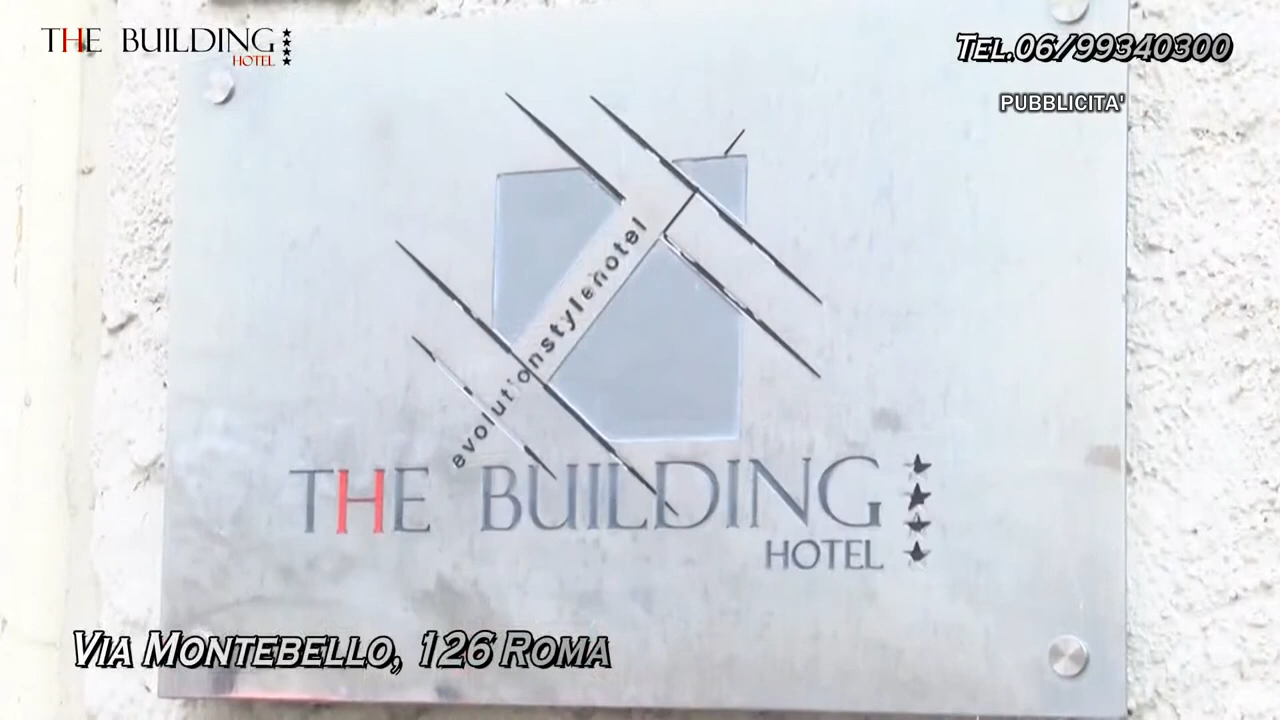 THE BUILDING
HOTEL
TEL.06/99340300
PUBBLICITA'
evolutionstylehotel
THE BUILDING
HOTEL
VIA MONTEBELLO, 126 ROMA